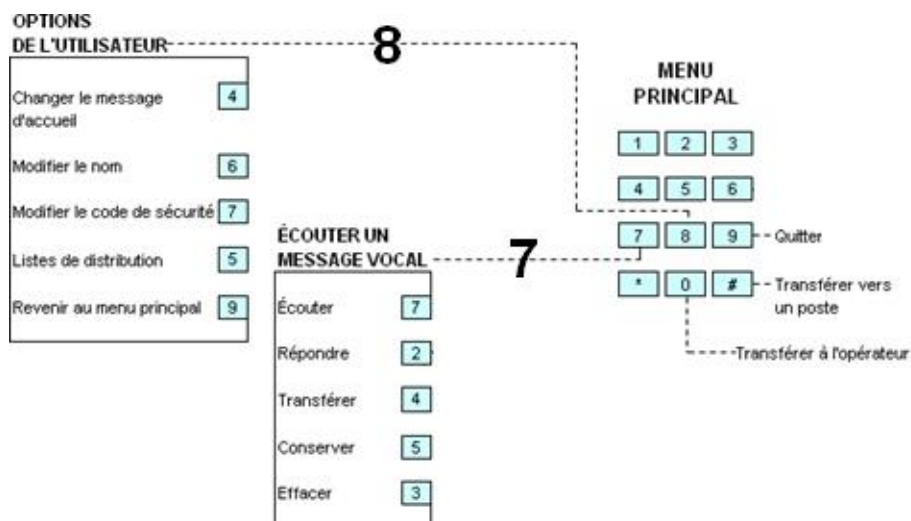 OPTIONS
DE L'UTILISATEUR
8
Changer le message
d'accueil
4
Modifier le nom
6
Modifier le code de sécurité
7
Listes de distribution
5
Revenir au menu principal
9
ÉCOUTER UN
MESSAGE VOCAL
7
Écouter
7
Répondre
2
Transférer
4
Conserver
5
Effacer
3
MENU
PRINCIPAL
1 2 3
4 5 6
7 8 9 Quitter
* 0 # Transférer vers
un poste
Transférer à l'opérateur